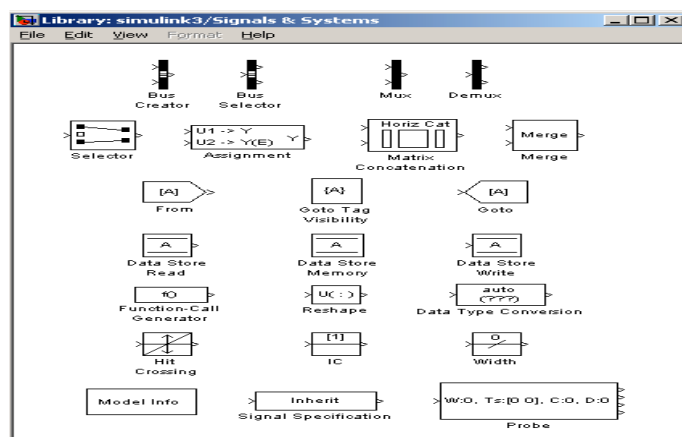 Library: simulink3/Signals & Systems
File Edit View Format Help
Bus Creator
Bus Selector
Mux
Demux
Selector
U1 -> Y
U2 -> Y(E)
Y
Assignment
Horiz Cat
Matrix Concatenation
Merge
Merge
[A]
From
{A}
Goto Tag Visibility
[A]
Goto
A
Data Store Read
A
Data Store Memory
A
Data Store Write
f()
Function-Call Generator
U( : )
Reshape
auto
(???)
Data Type Conversion
Hit Crossing
[1]
IC
0
Width
Model Info
Inherit
Signal Specification
W:0, Ts:[0 0], C:0, D:0
Probe